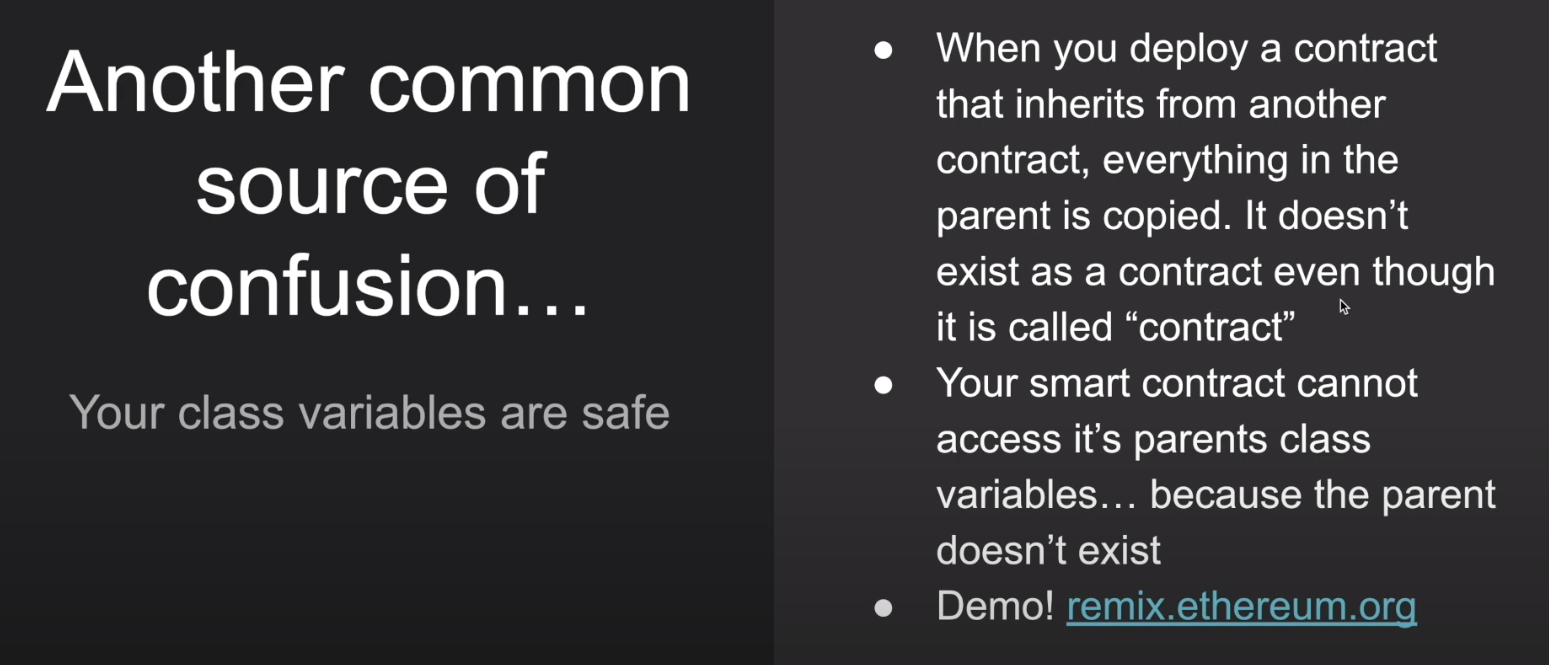 Another common
source of
confusion…
Your class variables are safe
● When you deploy a contract
that inherits from another
contract, everything in the
parent is copied. It doesn’t
exist as a contract even though
it is called “contract”
● Your smart contract cannot
access it’s parents class
variables… because the parent
doesn’t exist
● Demo! remix.ethereum.org